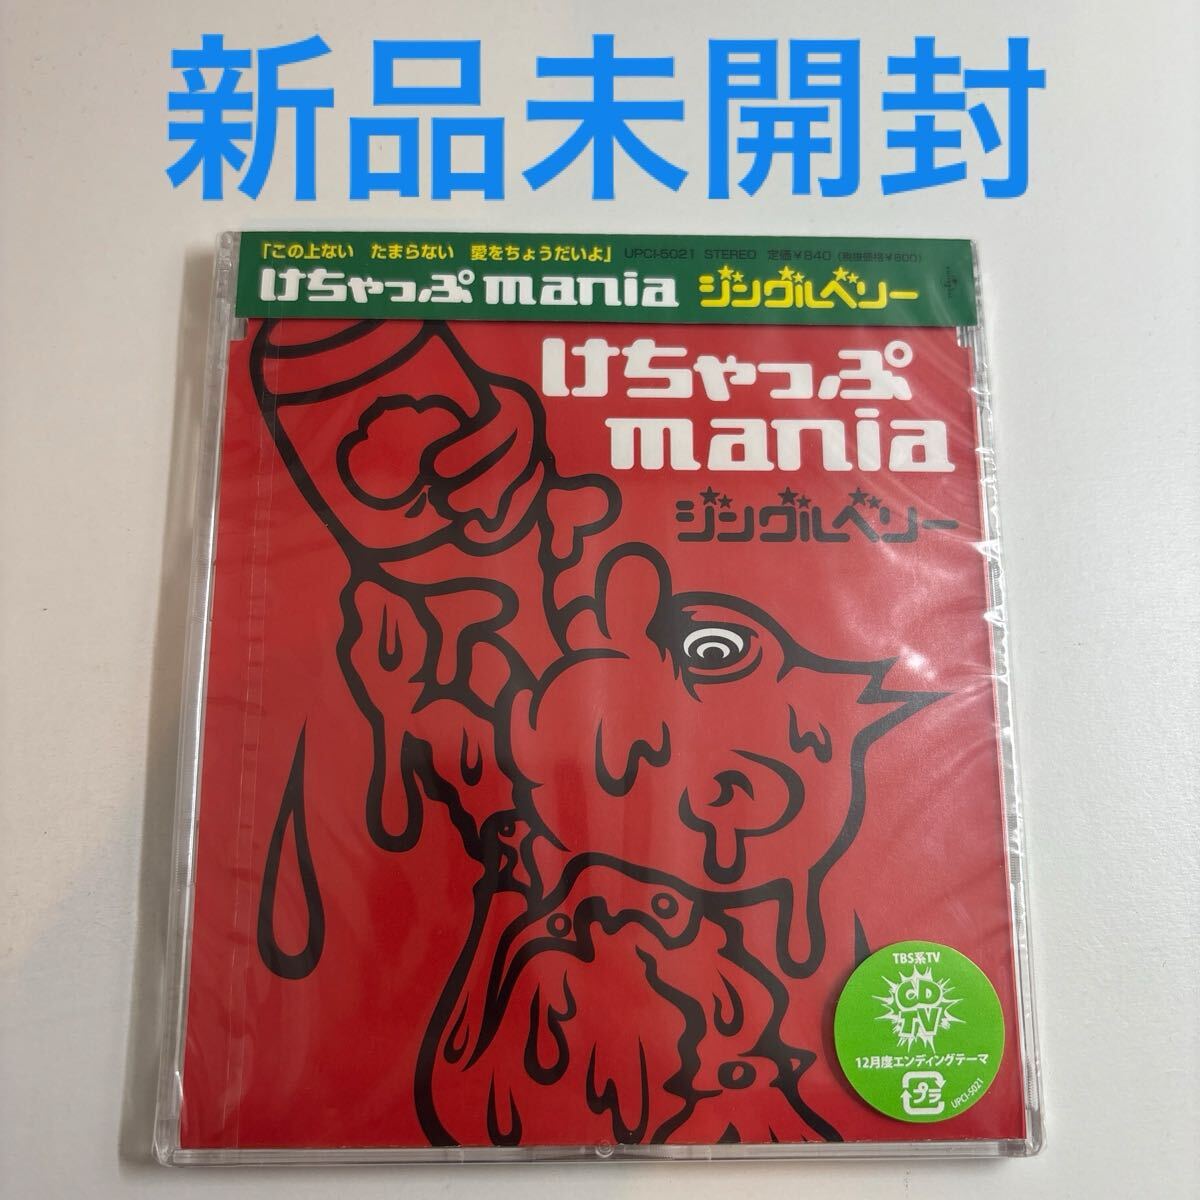 新品未開封
「この上ない たまらない 愛をちょうだいよ」 UPCI-5021 STEREO 定価¥840（税抜価格¥800）
けちゃっぷmania ジングルベリー
けちゃっぷ
mania
ジングルベリー
TBS系TV
CD
TV
12月度エンディングテーマ
プラ
UPCI-5021